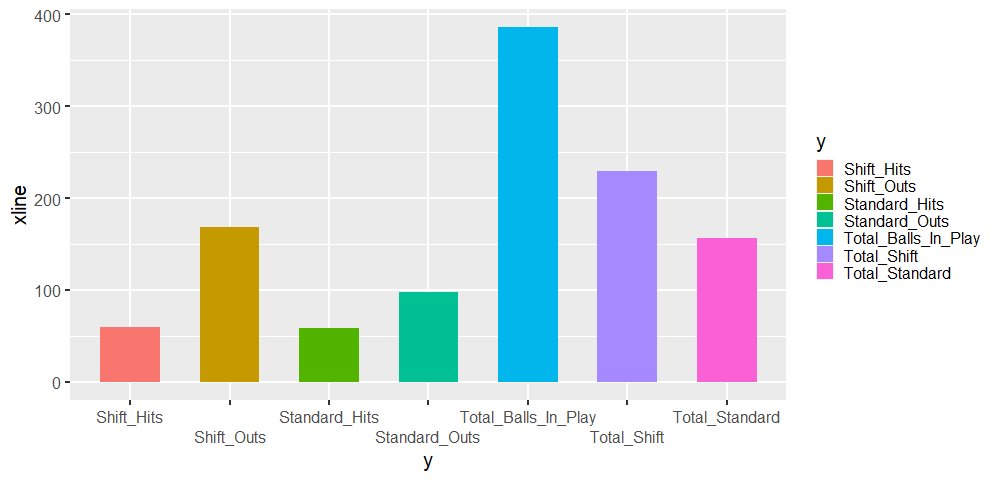 400
300
200
100
0
xline
Shift_Hits
Standard_Hits
Total_Balls_In_Play
Total_Standard
Shift_Outs
Standard_Outs
Total_Shift
y
y
Shift_Hits
Shift_Outs
Standard_Hits
Standard_Outs
Total_Balls_In_Play
Total_Shift
Total_Standard